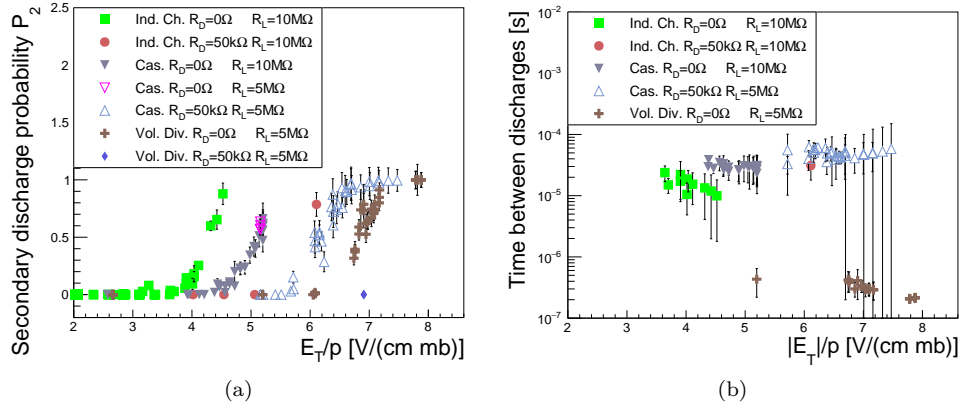 Secondary discharge probability P2
2.5
2
1.5
1
0.5
0
Ind. Ch. RD=0Ω RL=10MΩ
Ind. Ch. RD=50kΩ RL=10MΩ
Cas. RD=0Ω RL=10MΩ
Cas. RD=0Ω RL=5MΩ
Cas. RD=50kΩ RL=5MΩ
Vol. Div. RD=0Ω RL=5MΩ
Vol. Div. RD=50kΩ RL=5MΩ
2 3 4 5 6 7 8
ET/p [V/(cm mb)]
(a)
Time between discharges [s]
10−2
10−3
10−4
10−5
10−6
10−7
Ind. Ch. RD=0Ω RL=10MΩ
Ind. Ch. RD=50kΩ RL=10MΩ
Cas. RD=0Ω RL=10MΩ
Cas. RD=50kΩ RL=5MΩ
Vol. Div. RD=0Ω RL=5MΩ
2 3 4 5 6 7 8
|ET|/p [V/(cm mb)]
(b)